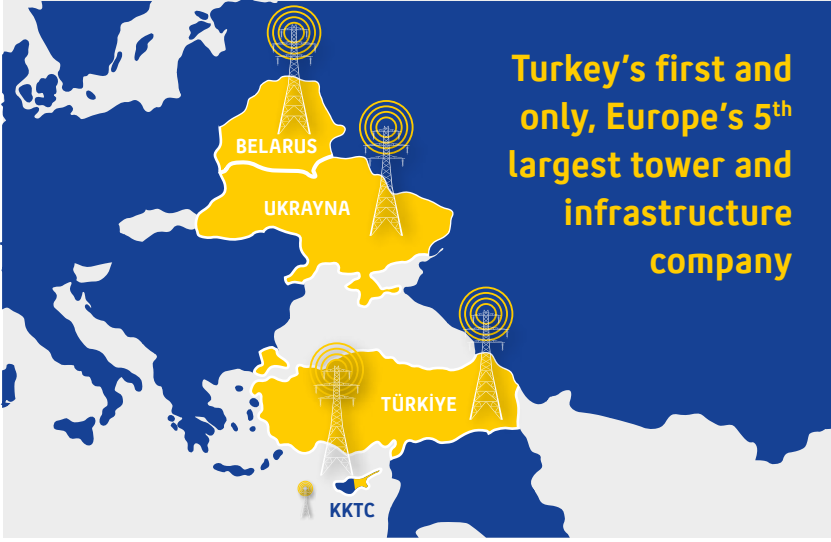 Turkey's first and
only, Europe's 5th
largest tower and
infrastructure
company
BELARUS
UKRAYNA
TÜRKİYE
KKTC